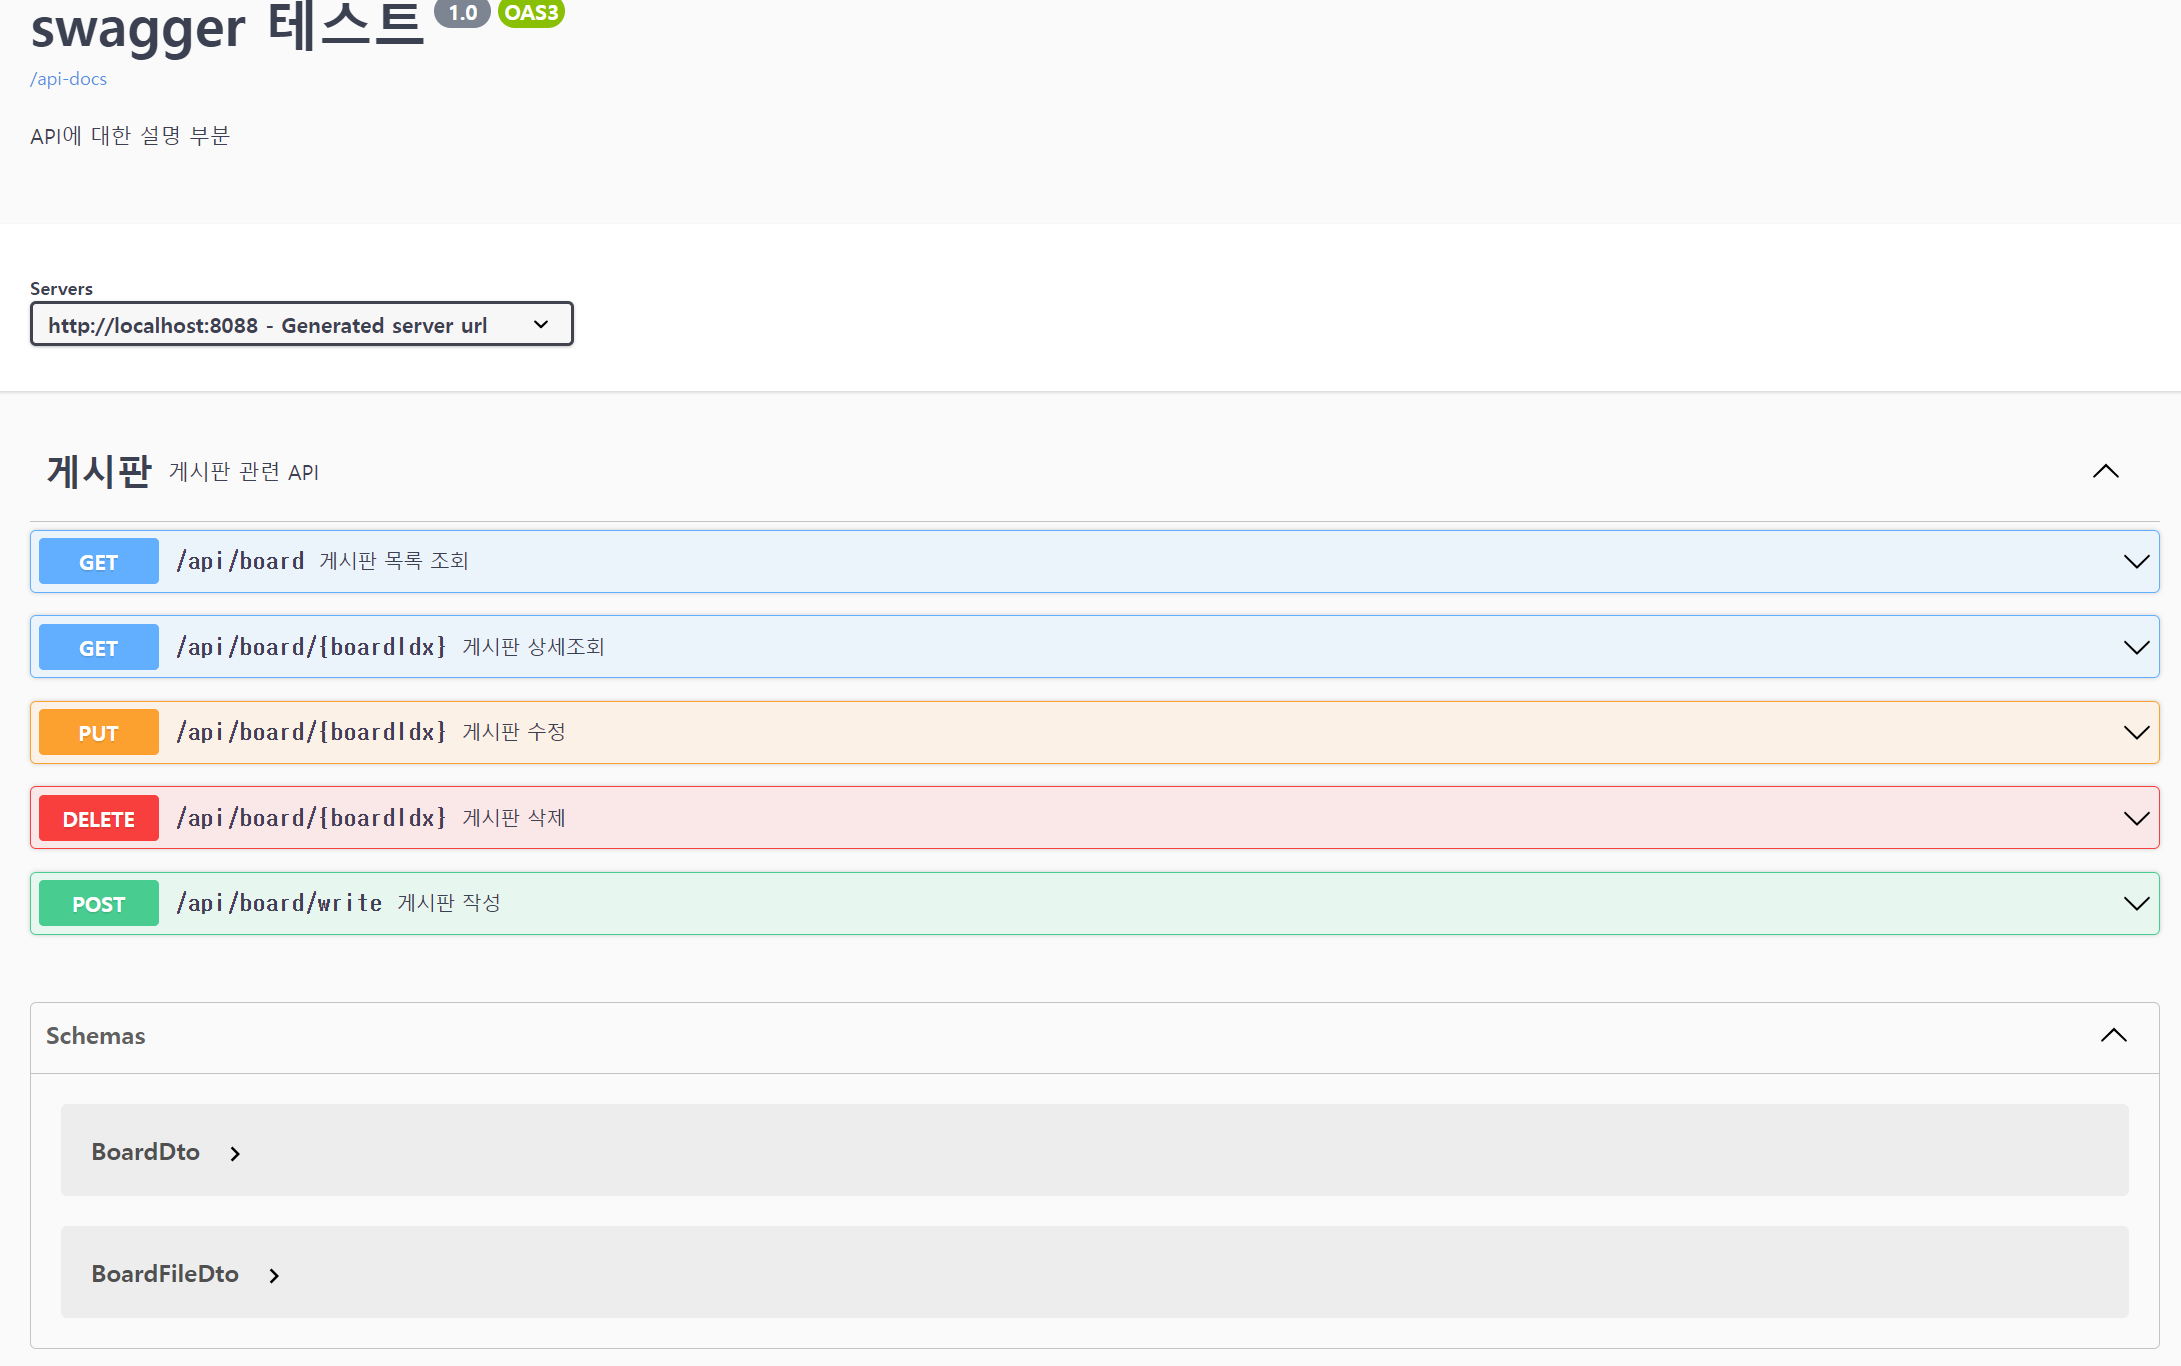 swagger 테스트 1.0 OAS3
/api-docs
API에 대한 설명 부분
Servers
http://localhost:8088 - Generated server url
게시판 게시판 관련 API
GET /api/board 게시판 목록 조회
GET /api/board/{boardIdx} 게시판 상세조회
PUT /api/board/{boardIdx} 게시판 수정
DELETE /api/board/{boardIdx} 게시판 삭제
POST /api/board/write 게시판 작성
Schemas
BoardDto
BoardFileDto